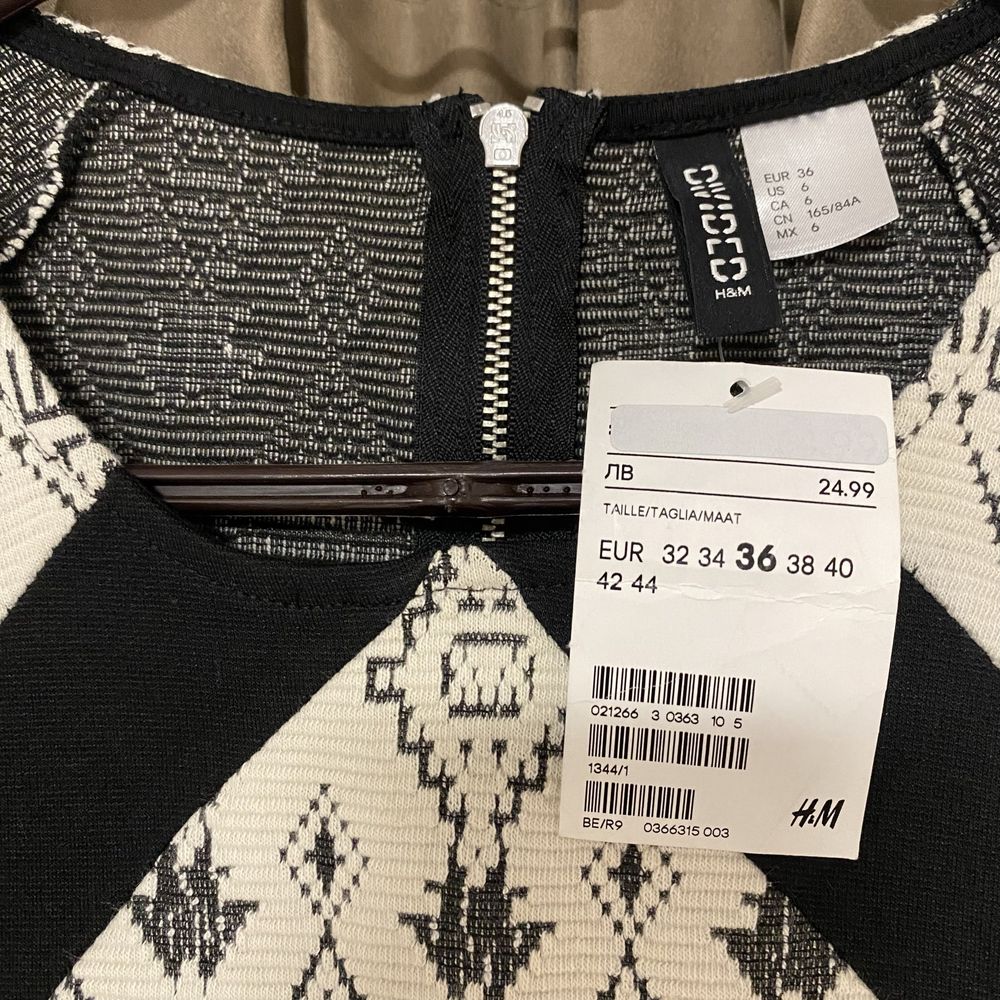 DIVIDED
H&M
EUR 36
US 6
CA 6
CN 165/84A
MX 6
ЛВ 24.99
TAILLE/TAGLIA/MAAT
EUR 32 34 36 38 40
42 44
021266 3 0363 10 5
1344/1
BE/R9 0366315 003
H&M